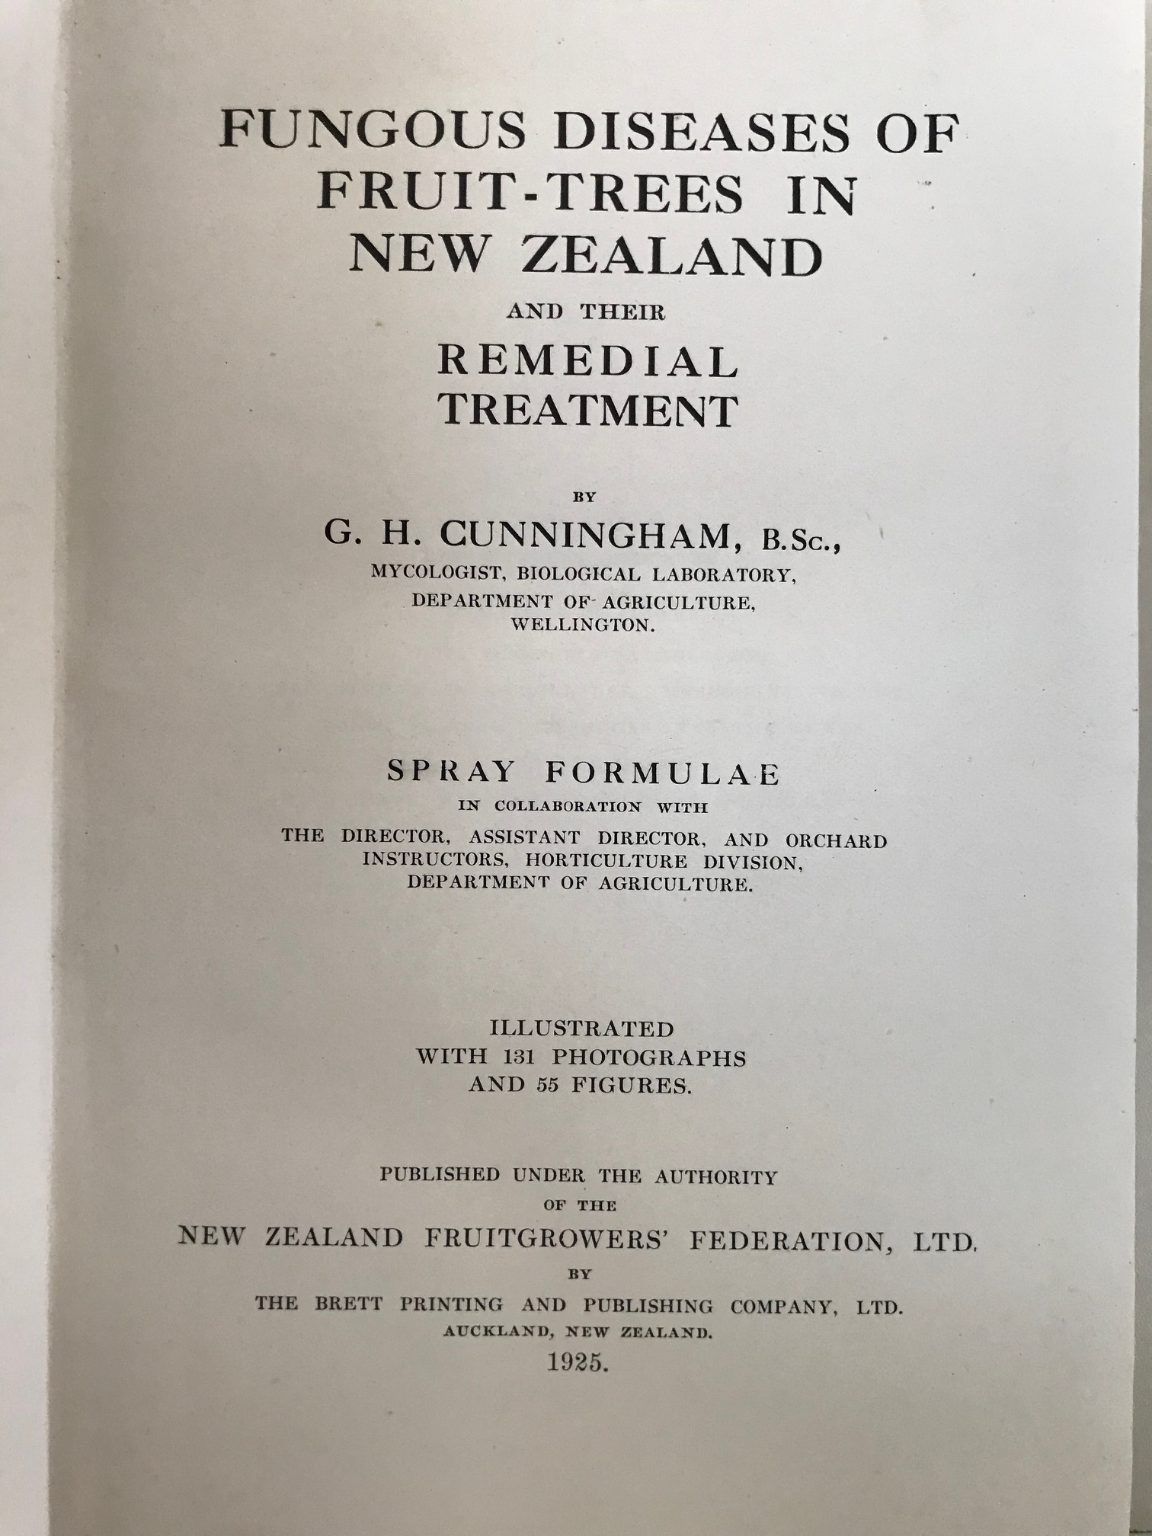 FUNGOUS DISEASES OF
FRUIT-TREES IN
NEW ZEALAND
AND THEIR
REMEDIAL
TREATMENT
BY
G. H. CUNNINGHAM, B.Sc.,
MYCOLOGIST, BIOLOGICAL LABORATORY,
DEPARTMENT OF AGRICULTURE,
WELLINGTON.
SPRAY FORMULAE
IN COLLABORATION WITH
THE DIRECTOR, ASSISTANT DIRECTOR, AND ORCHARD
INSTRUCTORS, HORTICULTURE DIVISION,
DEPARTMENT OF AGRICULTURE.
ILLUSTRATED
WITH 131 PHOTOGRAPHS
AND 55 FIGURES.
PUBLISHED UNDER THE AUTHORITY
OF THE
NEW ZEALAND FRUITGROWERS' FEDERATION, LTD.
BY
THE BRETT PRINTING AND PUBLISHING COMPANY, LTD.
AUCKLAND, NEW ZEALAND.
1925.